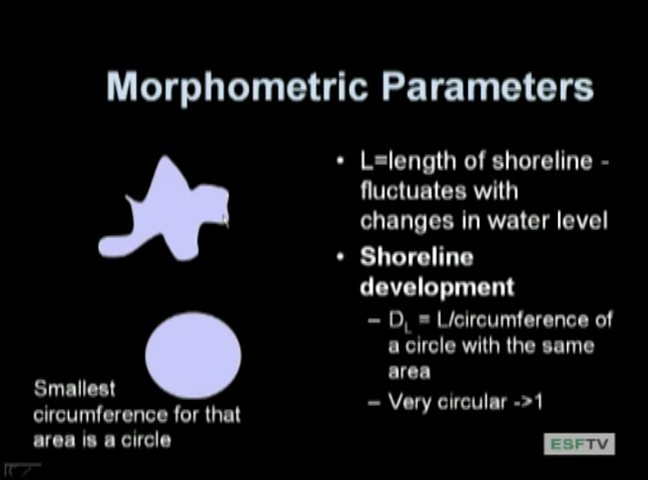 Morphometric Parameters
• L=length of shoreline -
fluctuates with
changes in water level
• Shoreline
development
– DL = L/circumference of
a circle with the same
area
– Very circular ->1
Smallest
circumference for that
area is a circle
ESFTV